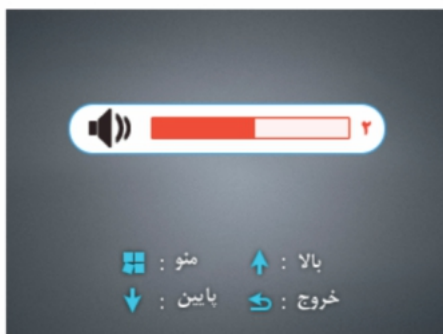 ۲
بالا : منو :
خروج : پایین :